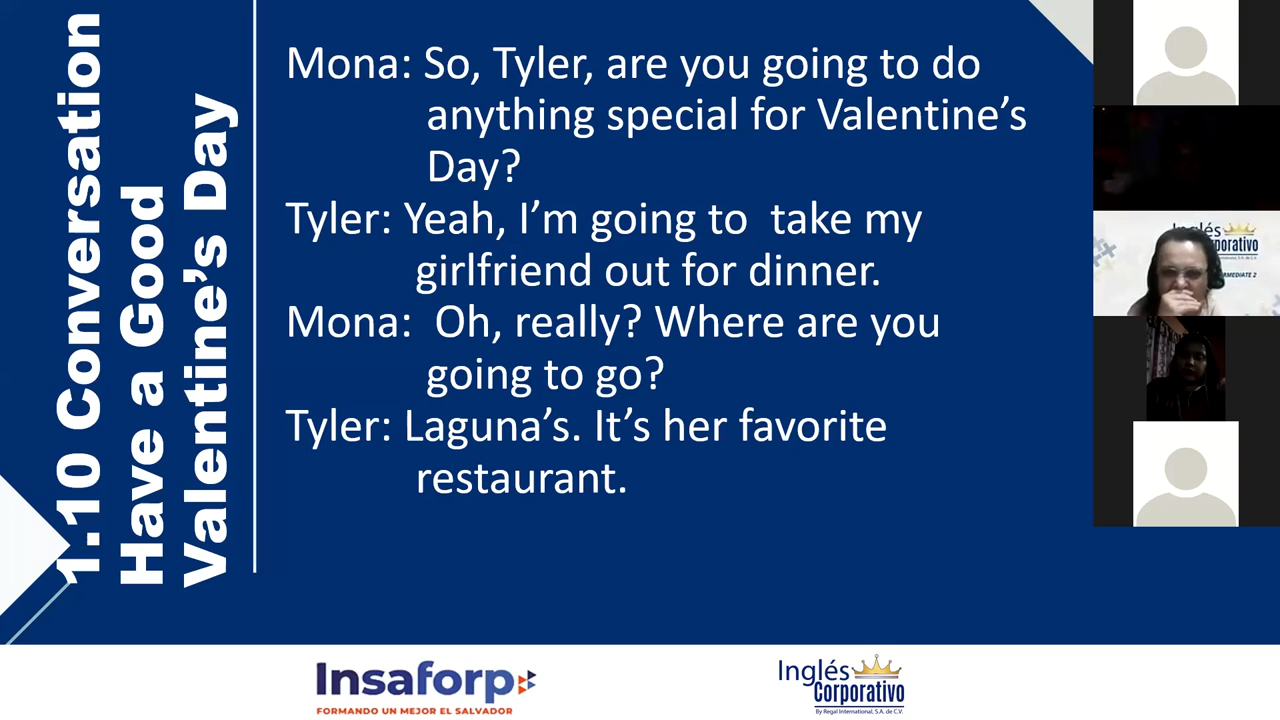 1.10 Conversation
Have a Good
Valentine's Day
Mona: So, Tyler, are you going to do
anything special for Valentine's
Day?
Tyler: Yeah, I'm going to take my
girlfriend out for dinner.
Mona: Oh, really? Where are you
going to go?
Tyler: Laguna's. It's her favorite
restaurant.
Inglés
Insaforp
FORMANDO UN MEJOR EL SALVADOR
Inglés
Corporativo
By Regal International, S.A. de C.V.